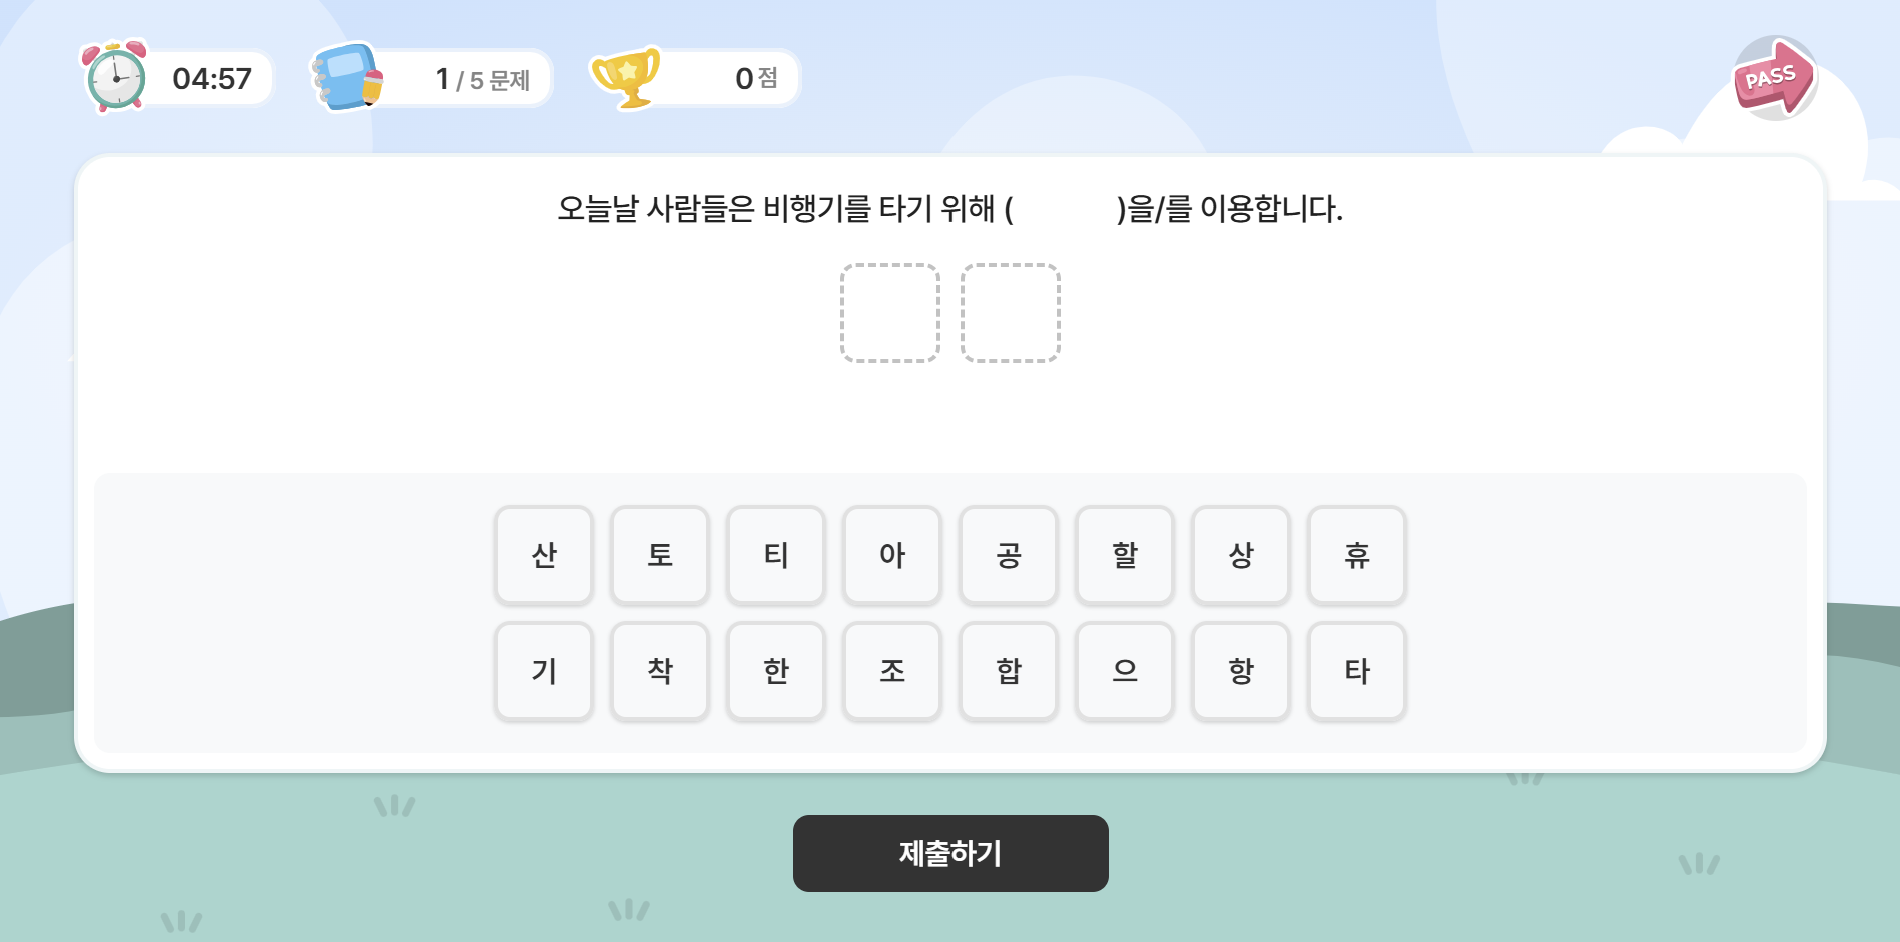 04:57
1 / 5 문제
0점
PASS
오늘날 사람들은 비행기를 타기 위해 ( )을/를 이용합니다.
산 토 티 아 공 할 상 휴
기 착 한 조 합 으 항 타
제출하기